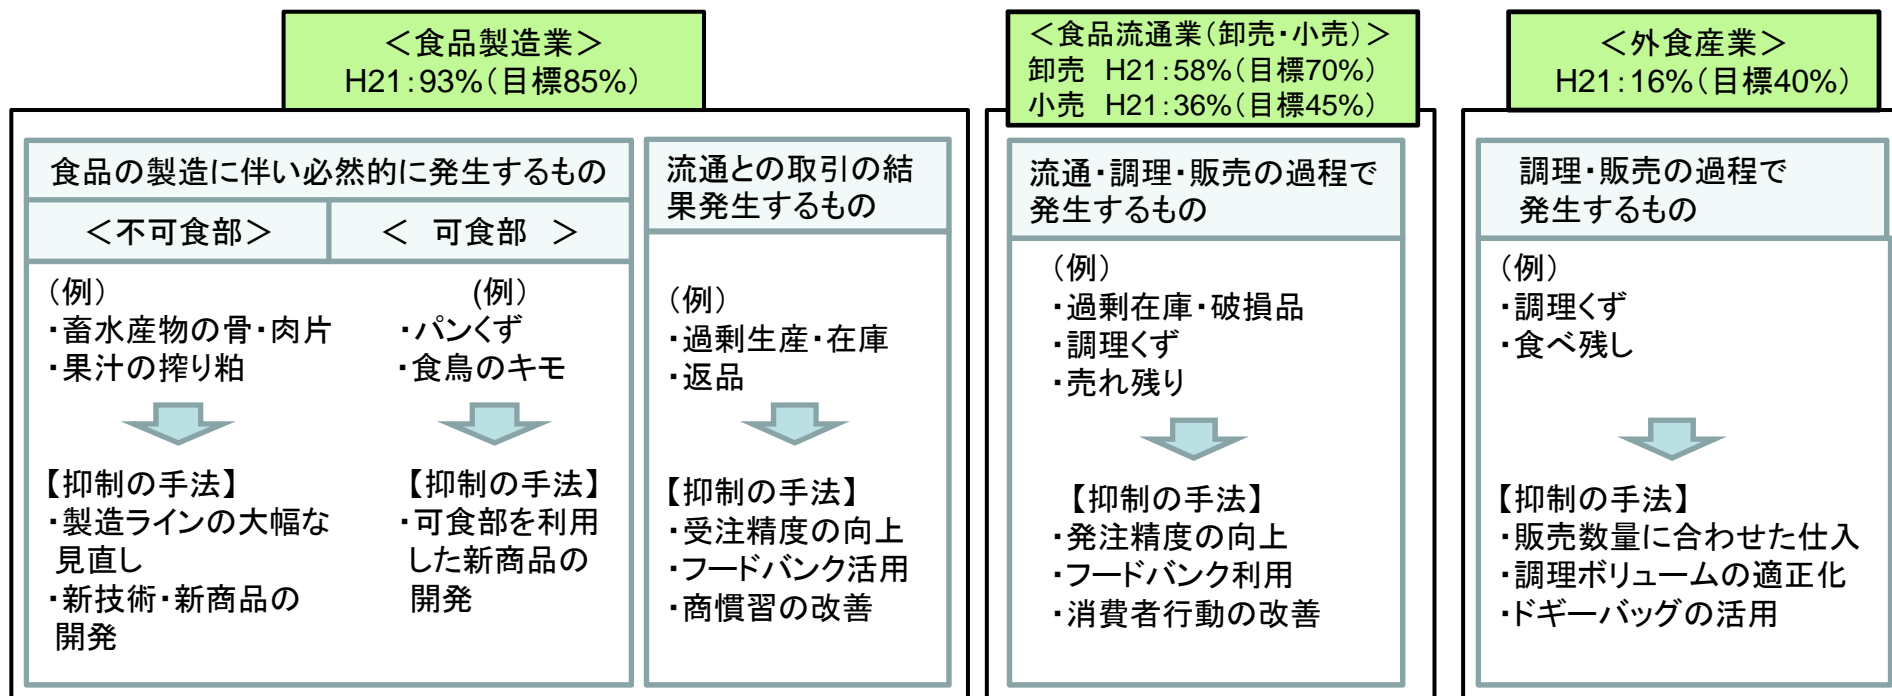 ＜食品製造業＞
H21：93%（目標85%）
食品の製造に伴い必然的に発生するもの
＜不可食部＞
（例）
・畜水産物の骨・肉片
・果汁の搾り粕
【抑制の手法】
・製造ラインの大幅な
見直し
・新技術・新商品の
開発
＜　可食部　＞
(例)
・パンくず
・食鳥のキモ
【抑制の手法】
・可食部を利用
した新商品の
開発
流通との取引の結
果発生するもの
（例）
・過剰生産・在庫
・返品
【抑制の手法】
・受注精度の向上
・フードバンク活用
・商慣習の改善
＜食品流通業（卸売・小売）＞
卸売　H21：58%（目標70%）
小売　H21：36%（目標45%）
流通・調理・販売の過程で
発生するもの
（例）
・過剰在庫・破損品
・調理くず
・売れ残り
【抑制の手法】
・発注精度の向上
・フードバンク利用
・消費者行動の改善
＜外食産業＞
H21：16%（目標40%）
調理・販売の過程で
発生するもの
（例）
・調理くず
・食べ残し
【抑制の手法】
・販売数量に合わせた仕入
・調理ボリュームの適正化
・ドギーバッグの活用